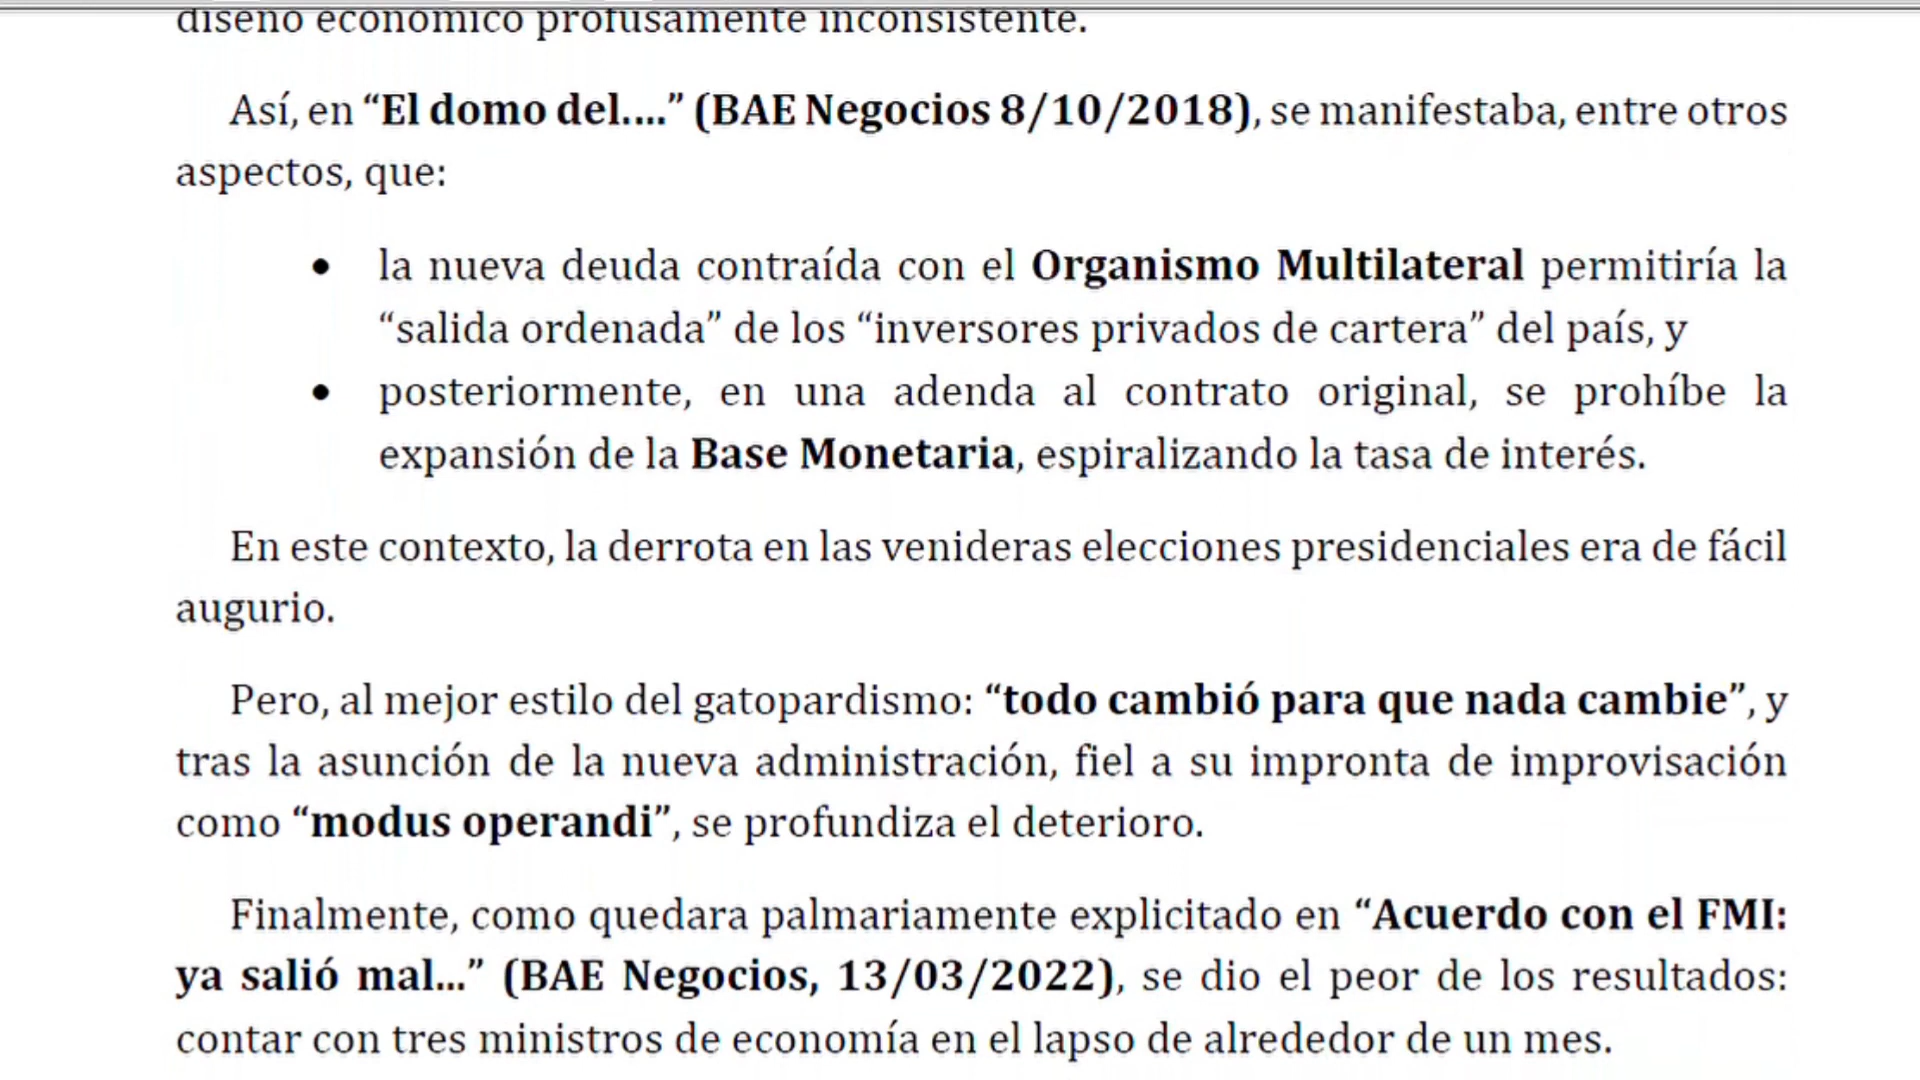 diseño económico profusamente inconsistente.
Así, en “El domo del....” (BAE Negocios 8/10/2018), se manifestaba, entre otros
aspectos, que:
• la nueva deuda contraída con el Organismo Multilateral permitiría la
“salida ordenada” de los “inversores privados de cartera” del país, y
• posteriormente, en una adenda al contrato original, se prohíbe la
expansión de la Base Monetaria, espiralizando la tasa de interés.
En este contexto, la derrota en las venideras elecciones presidenciales era de fácil
augurio.
Pero, al mejor estilo del gatopardismo: “todo cambió para que nada cambie”, y
tras la asunción de la nueva administración, fiel a su impronta de improvisación
como “modus operandi”, se profundiza el deterioro.
Finalmente, como quedara palmariamente explicitado en “Acuerdo con el FMI:
ya salió mal...” (BAE Negocios, 13/03/2022), se dio el peor de los resultados:
contar con tres ministros de economía en el lapso de alrededor de un mes.